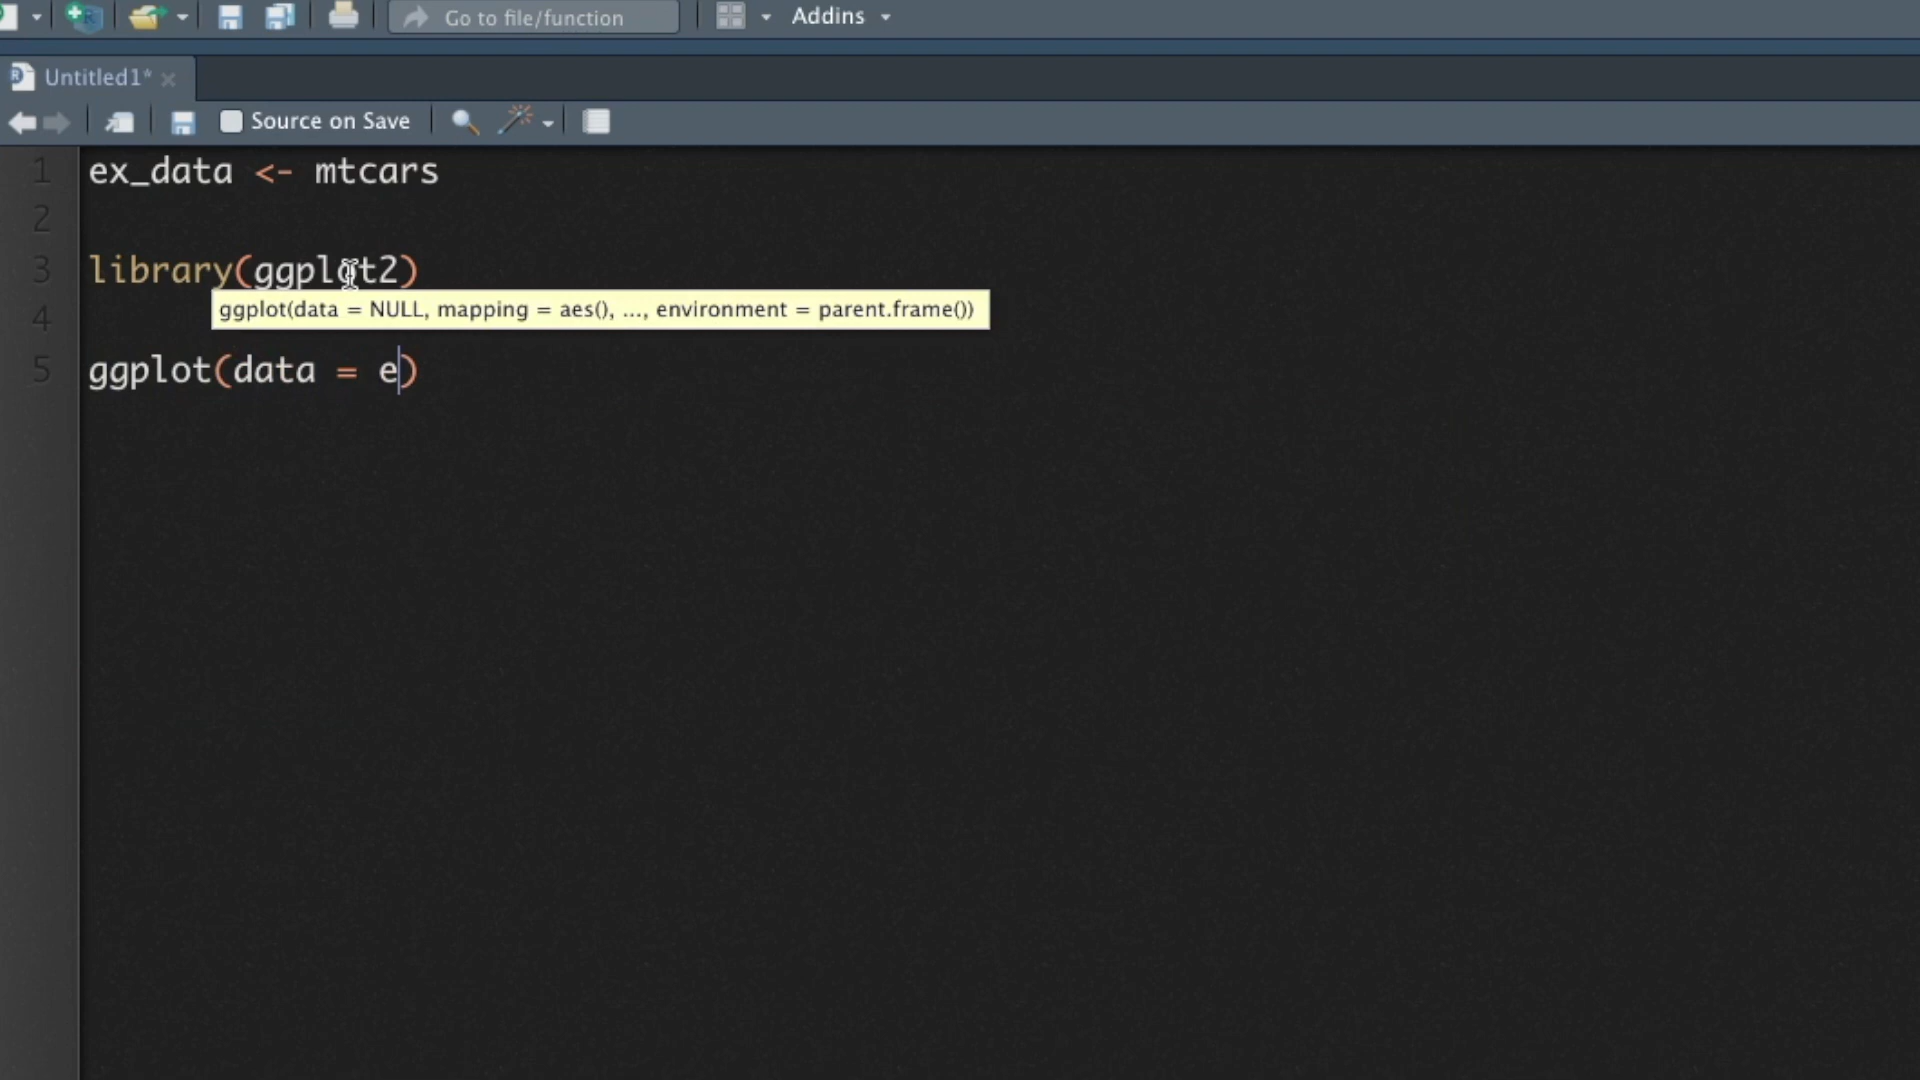 Go to file/function
Addins
Untitled1*
Source on Save
1 ex_data <- mtcars
2
3 library(ggplot2)
ggplot(data = NULL, mapping = aes(), ..., environment = parent.frame())
4
5 ggplot(data = e)